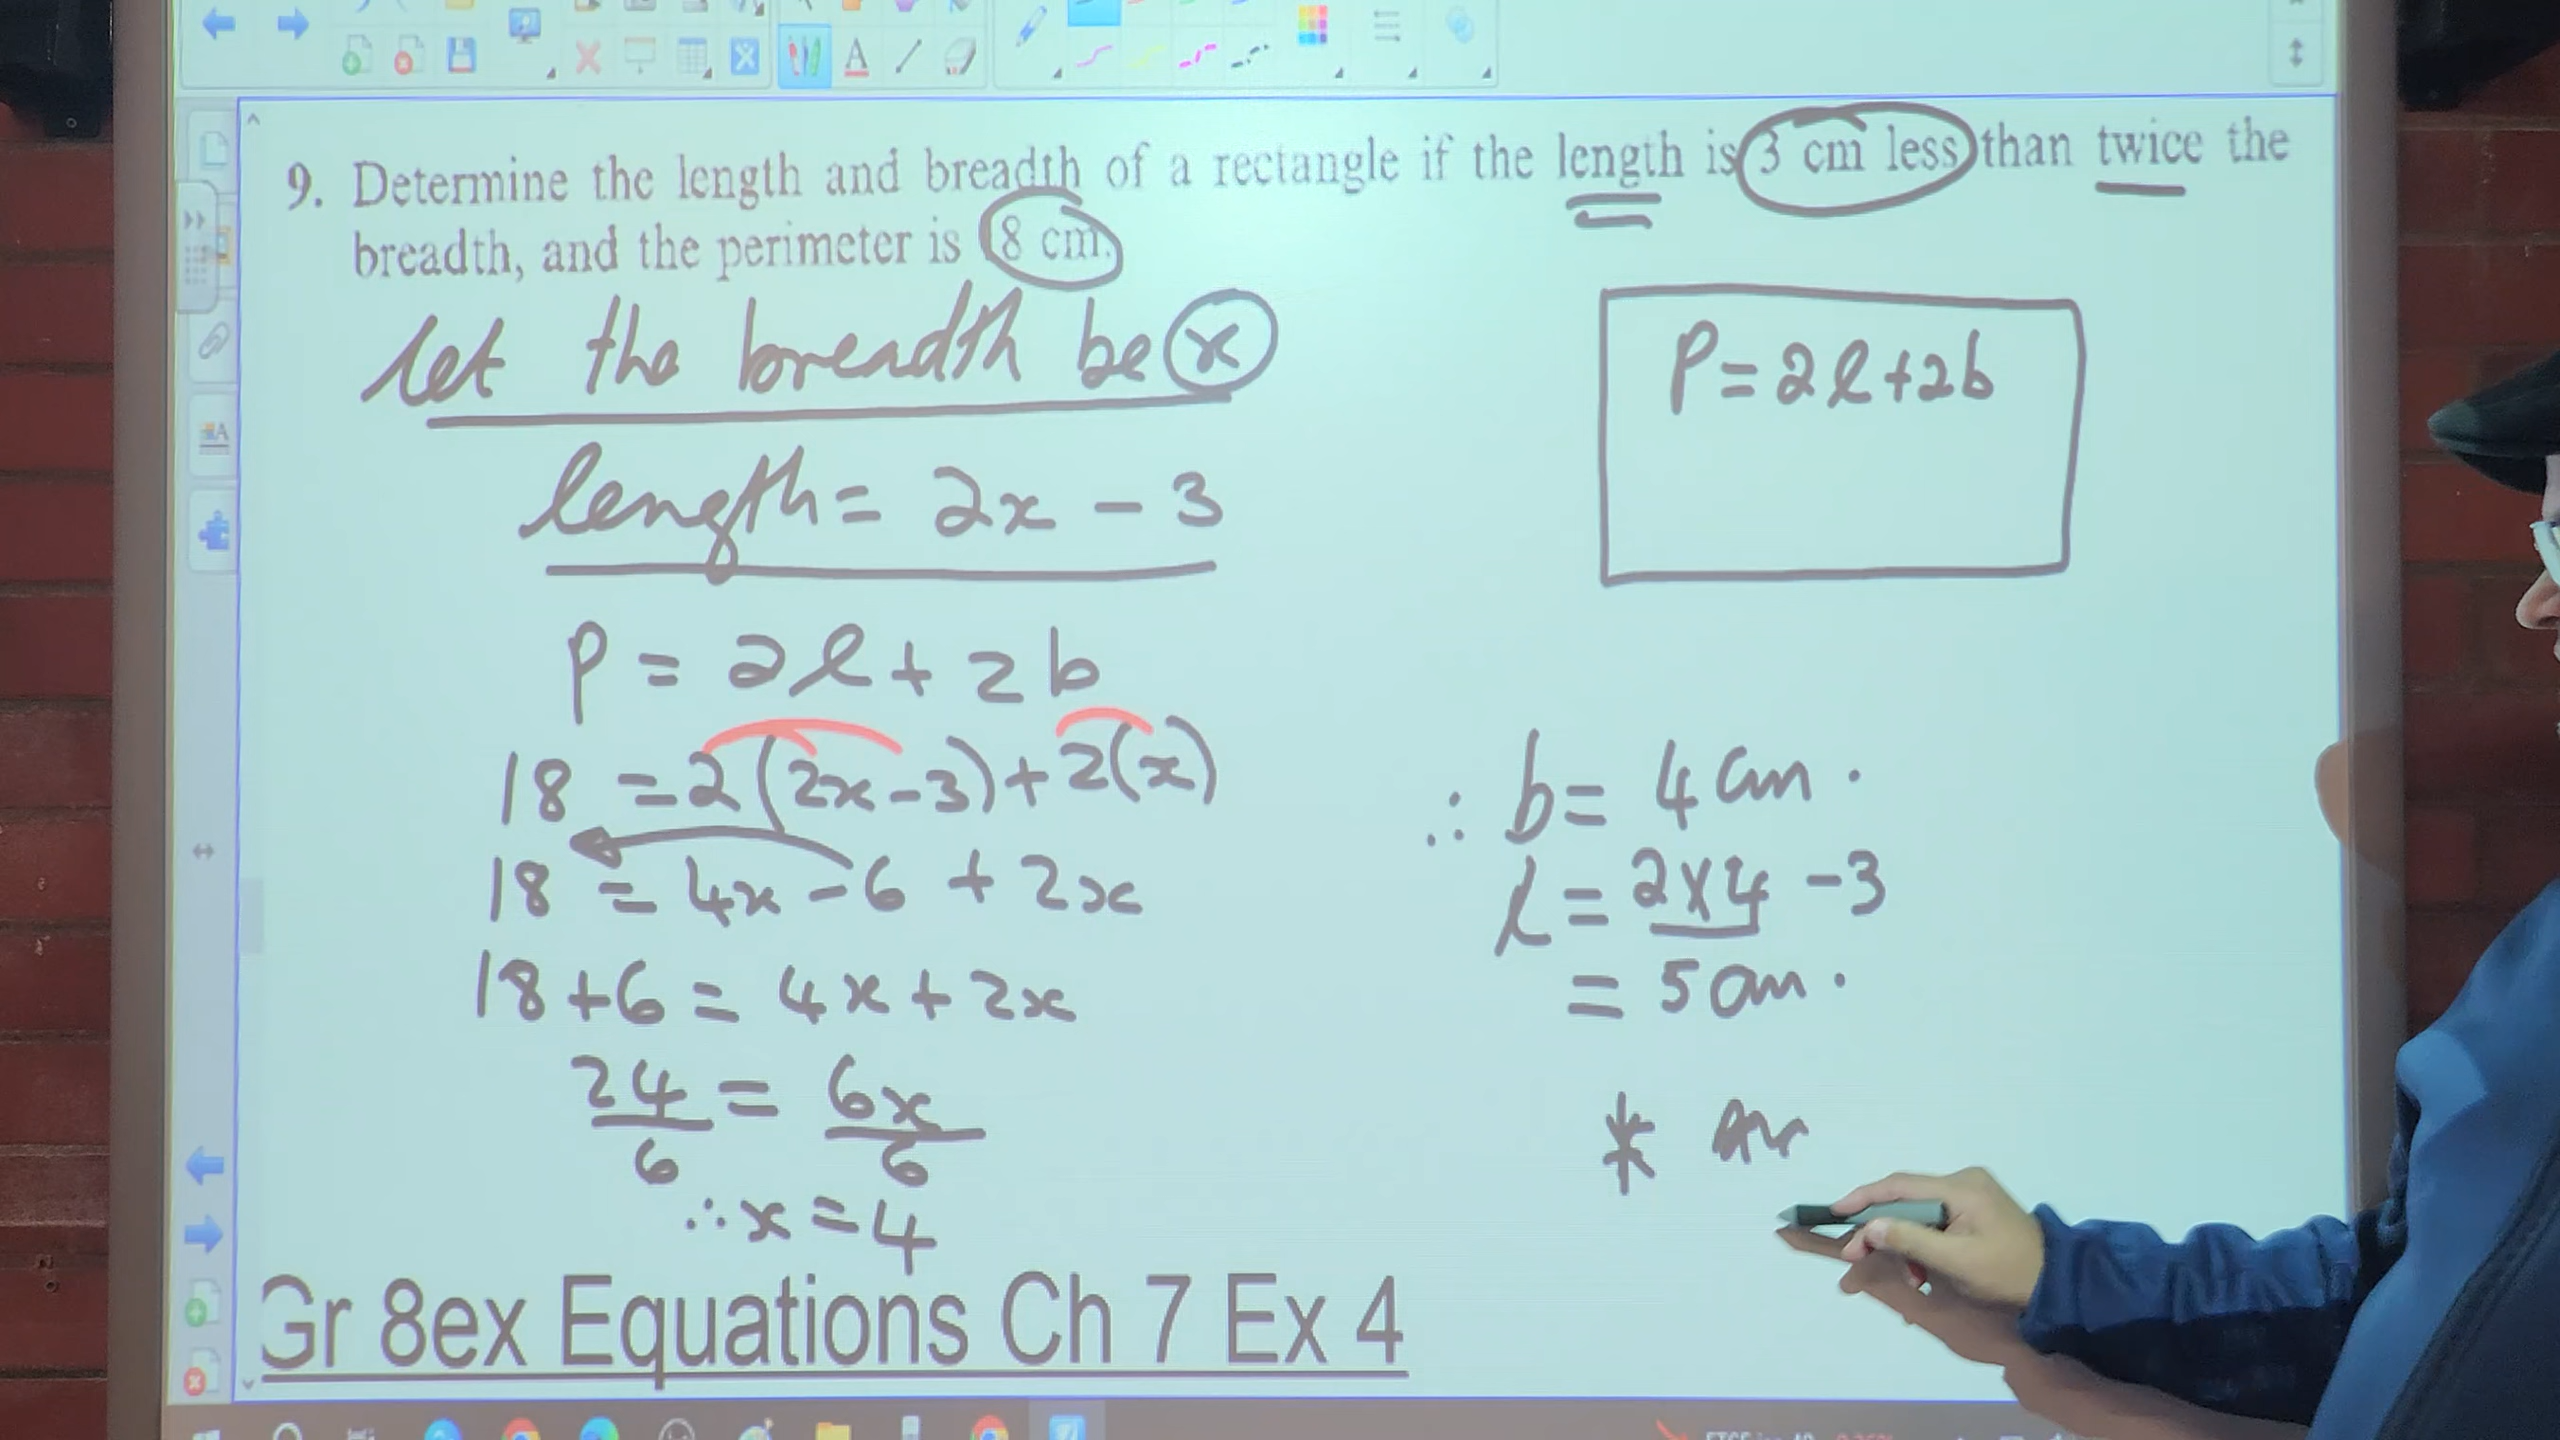 9. Determine the length and breadth of a rectangle if the length is 3 cm less than twice the
breadth, and the perimeter is 18 cm.
let the breadth be x
length = 2x - 3
P = 2l + 2b
P = 2l + 2b
18 = 2(2x - 3) + 2(x)
18 = 4x - 6 + 2x
18 + 6 = 4x + 2x
24/6 = 6x/6
∴ x = 4
∴ b = 4 cm.
l = 2 x 4 - 3
= 5 cm.
*
Gr 8ex Equations Ch 7 Ex 4